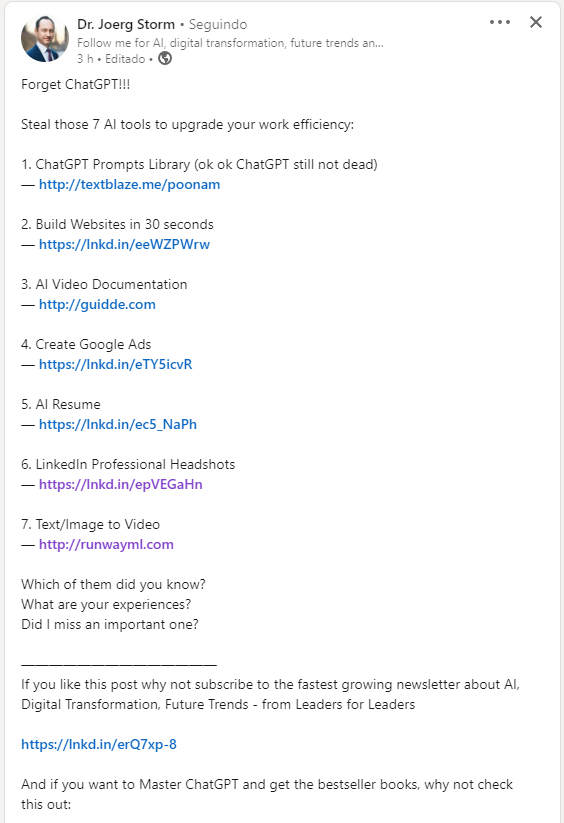 Dr. Joerg Storm • Seguindo
Follow me for AI, digital transformation, future trends an...
3 h • Editado •
Forget ChatGPT!!!
Steal those 7 AI tools to upgrade your work efficiency:
1. ChatGPT Prompts Library (ok ok ChatGPT still not dead)
— http://textblaze.me/poonam
2. Build Websites in 30 seconds
— https://lnkd.in/eeWZPWrw
3. AI Video Documentation
— http://guidde.com
4. Create Google Ads
— https://lnkd.in/eTY5icvR
5. AI Resume
— https://lnkd.in/ec5_NaPh
6. LinkedIn Professional Headshots
— https://lnkd.in/epVEGaHn
7. Text/Image to Video
— http://runwayml.com
Which of them did you know?
What are your experiences?
Did I miss an important one?
____________________________
If you like this post why not subscribe to the fastest growing newsletter about AI,
Digital Transformation, Future Trends - from Leaders for Leaders
https://lnkd.in/erQ7xp-8
And if you want to Master ChatGPT and get the bestseller books, why not check
this out: